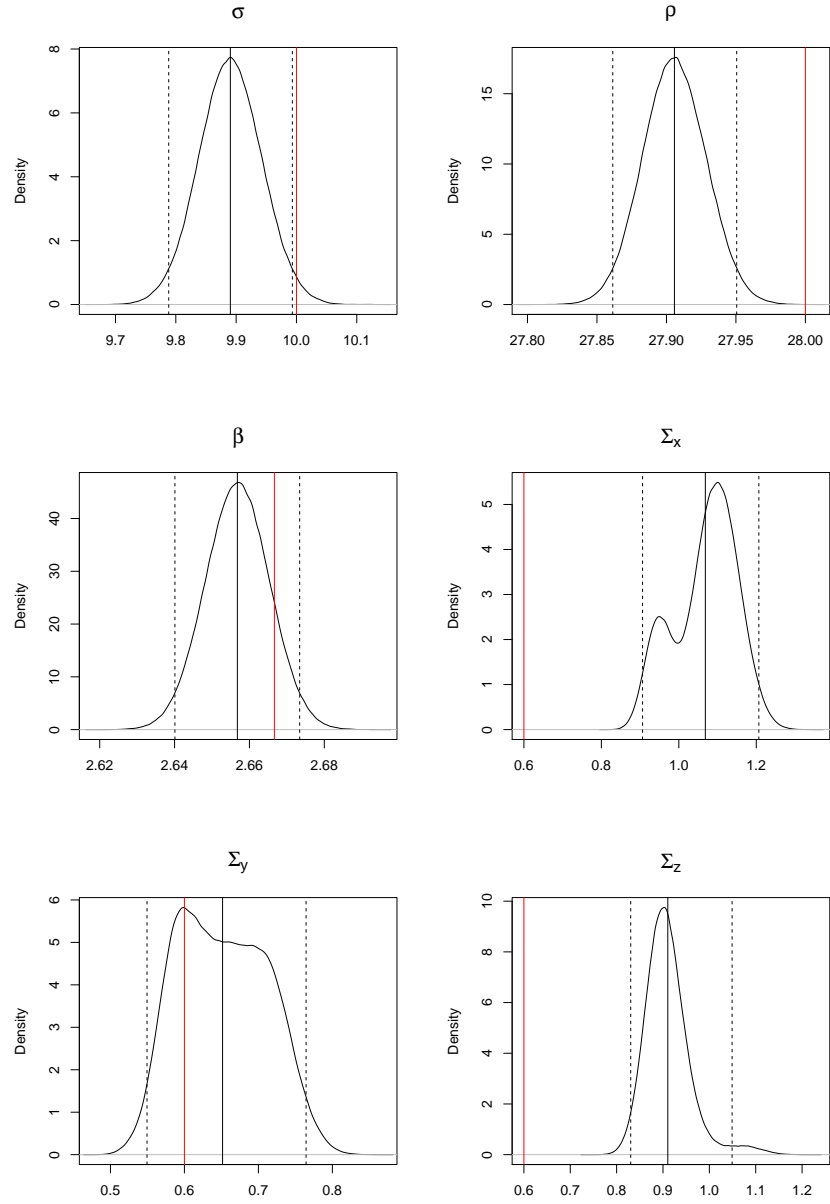 σ
Density
0 2 4 6 8
9.7 9.8 9.9 10.0 10.1
ρ
Density
0 5 10 15
27.80 27.85 27.90 27.95 28.00
β
Density
0 10 20 30 40
2.62 2.64 2.66 2.68
Σx
Density
0 1 2 3 4 5
0.6 0.8 1.0 1.2
Σy
Density
0 1 2 3 4 5 6
0.5 0.6 0.7 0.8
Σz
Density
0 2 4 6 8 10
0.6 0.7 0.8 0.9 1.0 1.1 1.2